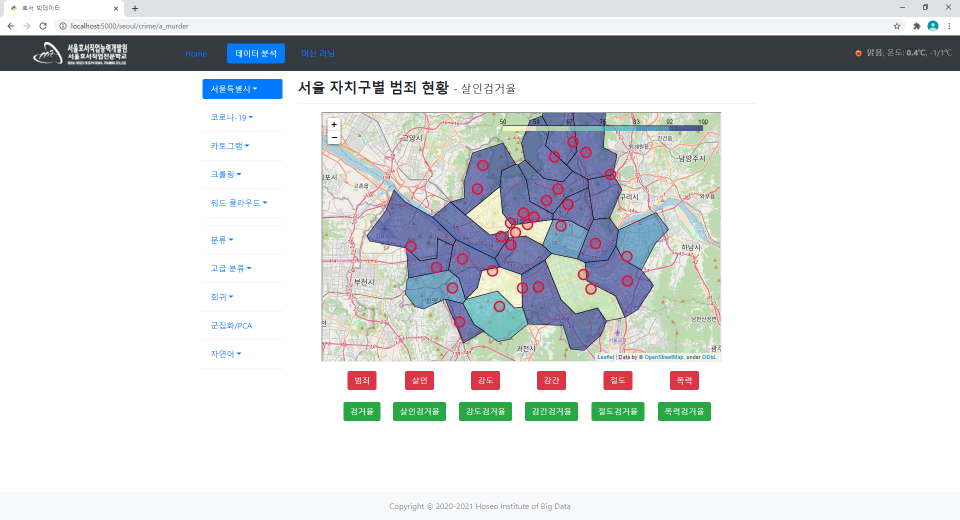 호서 빅데이터
localhost:5000/seoul/crime/a_murder
서울호서직업능력개발원
서울호서직업전문학교
Home
데이터 분석
머신 러닝
맑음, 온도: 0.4°C, -1/1°C
서울특별시
서울 자치구별 범죄 현황 - 살인검거율
코로나-19
카토그램
크롤링
워드 클라우드
분류
고급 분류
회귀
군집화/PCA
자연어
+
−
50
58
67
75
83
92
100
고양시
남양주시
구리시
하남시
부천시
광명시
과천시
Leaflet | Data by © OpenStreetMap, under ODbL.
범죄
살인
강도
강간
절도
폭력
검거율
살인검거율
강도검거율
강간검거율
절도검거율
폭력검거율
Copyright © 2020-2021 Hoseo Institute of Big Data